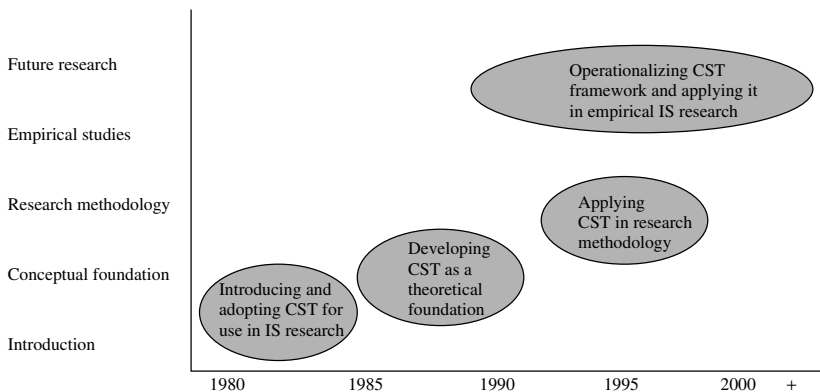 Future research
Empirical studies
Research methodology
Conceptual foundation
Introduction
Operationalizing CST
framework and applying it
in empirical IS research
Applying
CST in research
methodology
Developing
CST as a
theoretical
foundation
Introducing and
adopting CST for
use in IS research
1980 1985 1990 1995 2000 +